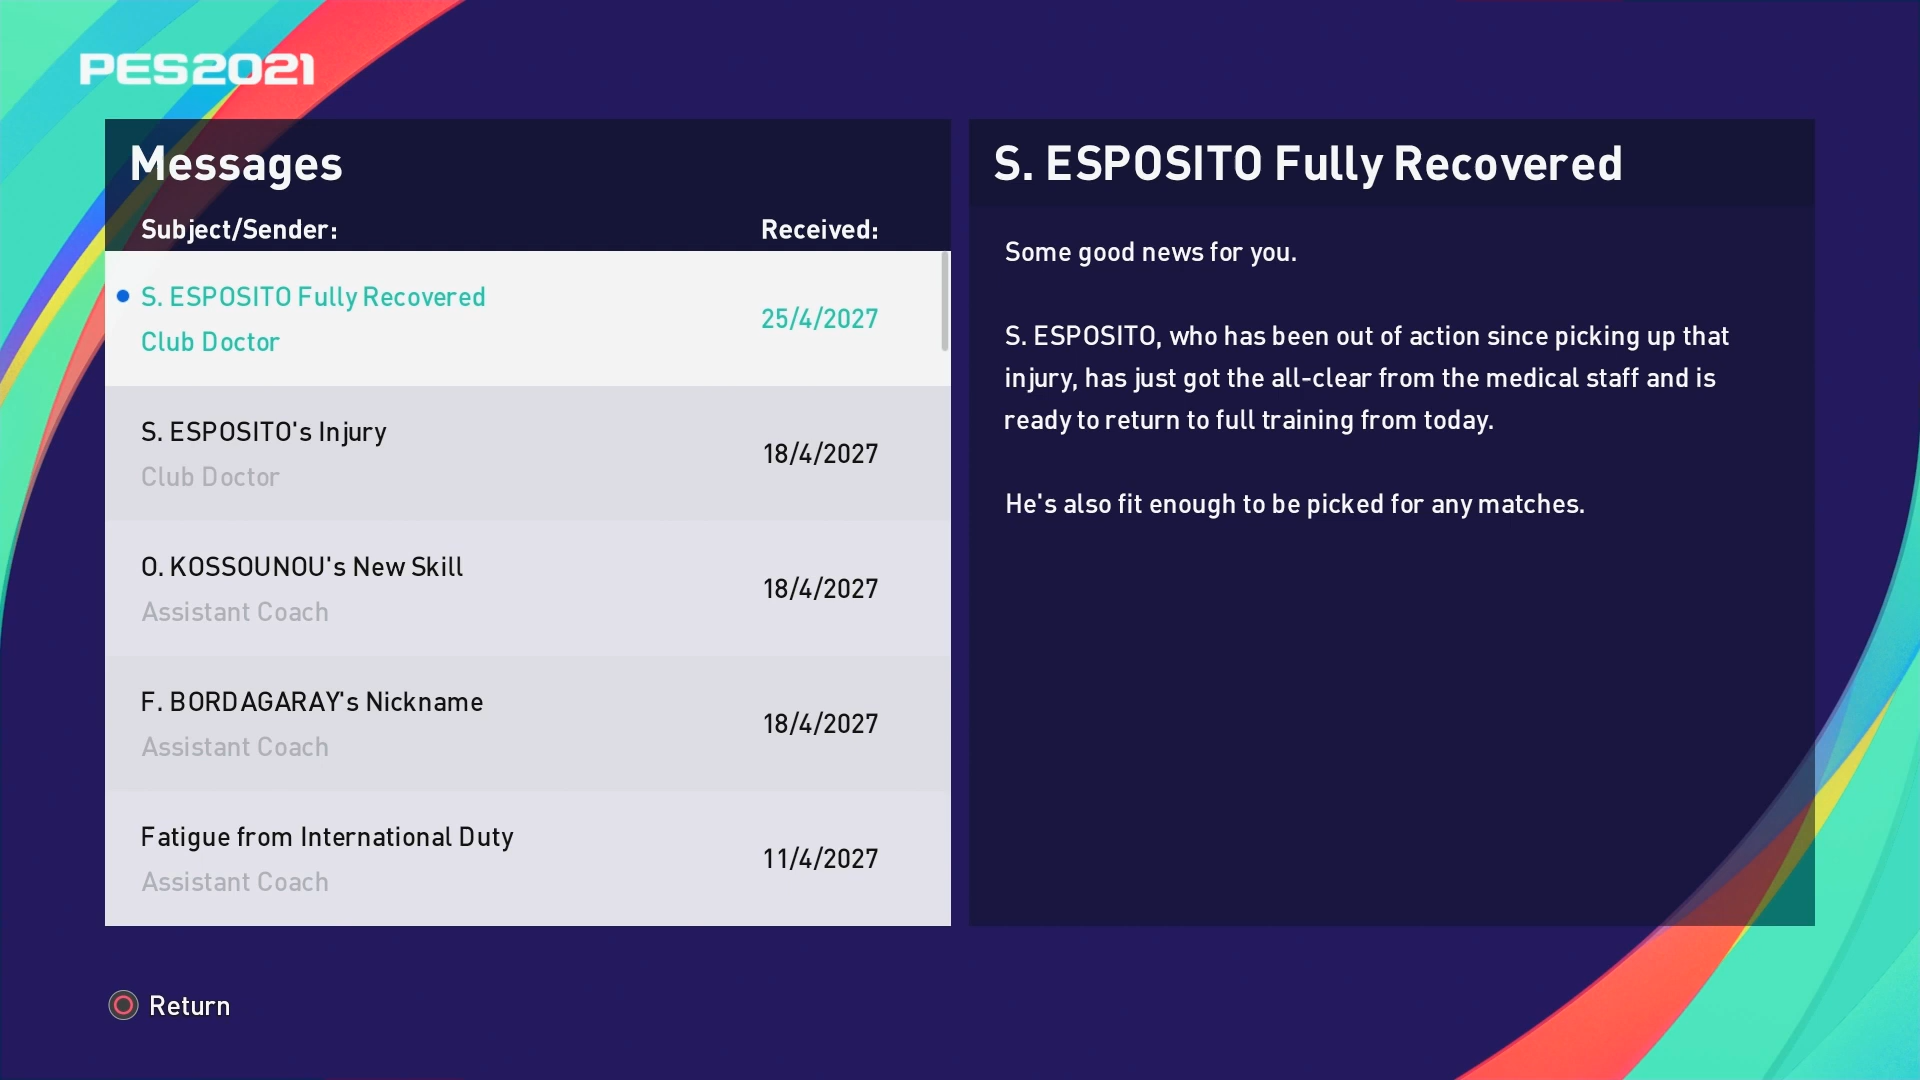 PES2021
Messages
Subject/Sender:
Received:
S. ESPOSITO Fully Recovered
Club Doctor
25/4/2027
S. ESPOSITO's Injury
Club Doctor
18/4/2027
O. KOSSOUNOU's New Skill
Assistant Coach
18/4/2027
F. BORDAGARAY's Nickname
Assistant Coach
18/4/2027
Fatigue from International Duty
Assistant Coach
11/4/2027
S. ESPOSITO Fully Recovered
Some good news for you.
S. ESPOSITO, who has been out of action since picking up that
injury, has just got the all-clear from the medical staff and is
ready to return to full training from today.
He's also fit enough to be picked for any matches.
Return